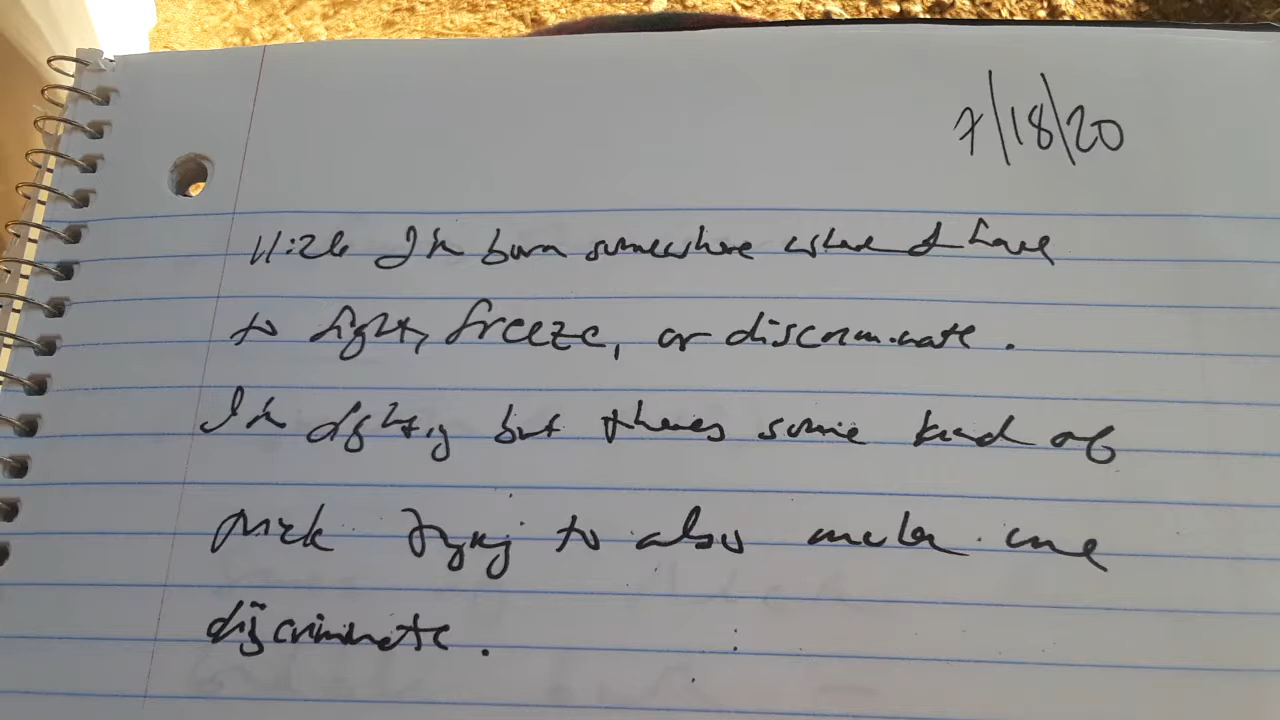 7/18/20
11:26 I'm born somewhere where I have
to fight, freeze, or discriminate.
I'm fighting but theres some kind of
trying to also make me
discriminate.